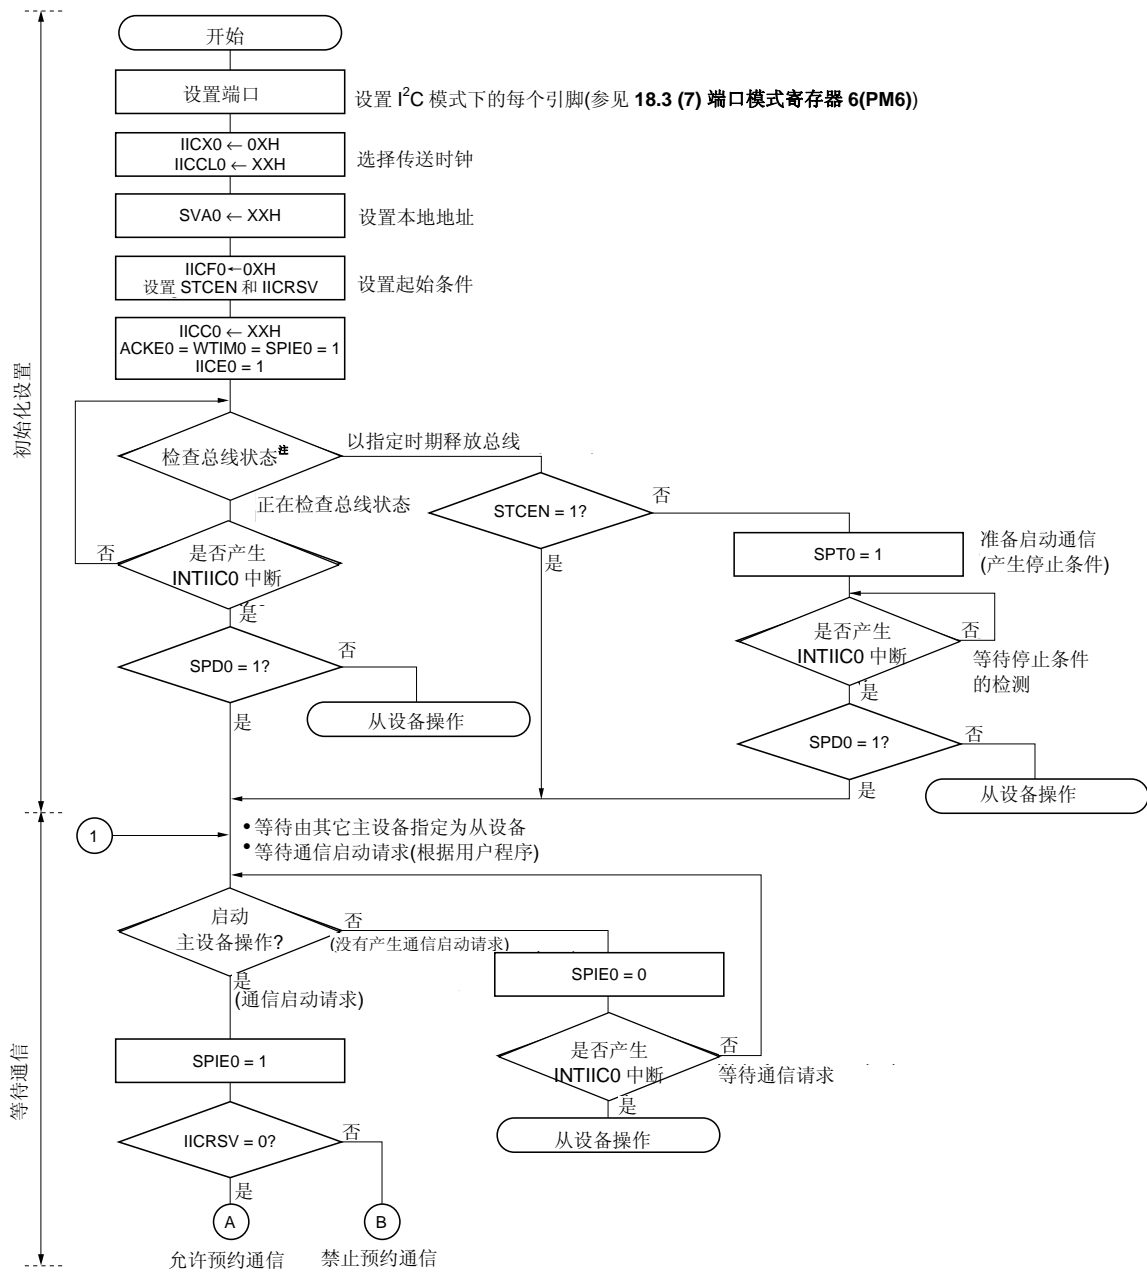 开始
设置端口
设置 I²C 模式下的每个引脚(参见 18.3 (7) 端口模式寄存器 6(PM6))
IICX0 ← 0XH
IICCL0 ← XXH
选择传送时钟
SVA0 ← XXH
设置本地地址
IICF0←0XH
设置 STCEN 和 IICRSV
设置起始条件
IICC0 ← XXH
ACKE0 = WTIM0 = SPIE0 = 1
IICE0 = 1
初始化设置
检查总线状态注
以指定时期释放总线
正在检查总线状态
STCEN = 1?
否
是
SPT0 = 1
准备启动通信
(产生停止条件)
否
是否产生
INTIIC0 中断
是
是否产生
INTIIC0 中断
否
等待停止条件
的检测
是
SPD0 = 1?
否
是
从设备操作
SPD0 = 1?
否
是
从设备操作
1
• 等待由其它主设备指定为从设备
• 等待通信启动请求(根据用户程序)
启动
主设备操作?
否
(没有产生通信启动请求)
是
(通信启动请求)
SPIE0 = 0
等待通信
SPIE0 = 1
是否产生
INTIIC0 中断
否
等待通信请求
是
从设备操作
IICRSV = 0?
否
是
A
B
允许预约通信
禁止预约通信